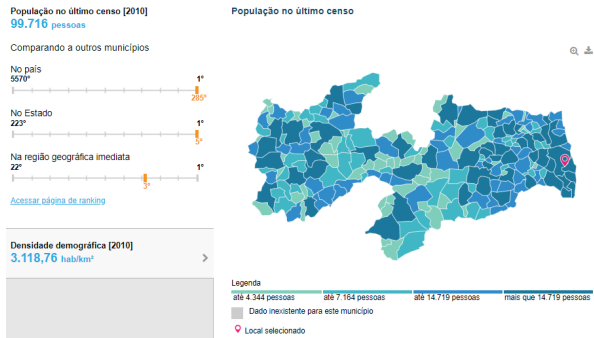 População no último censo [2010]
99.716 pessoas
Comparando a outros municípios
No país
5570º 1º
285º
No Estado
223º 1º
5º
Na região geográfica imediata
22º 1º
3º
Acessar página de ranking
Densidade demográfica [2010]
3.118,76 hab/km²
População no último censo
Legenda
até 4.344 pessoas até 7.164 pessoas até 14.719 pessoas mais que 14.719 pessoas
Dado inexistente para este município
Local selecionado